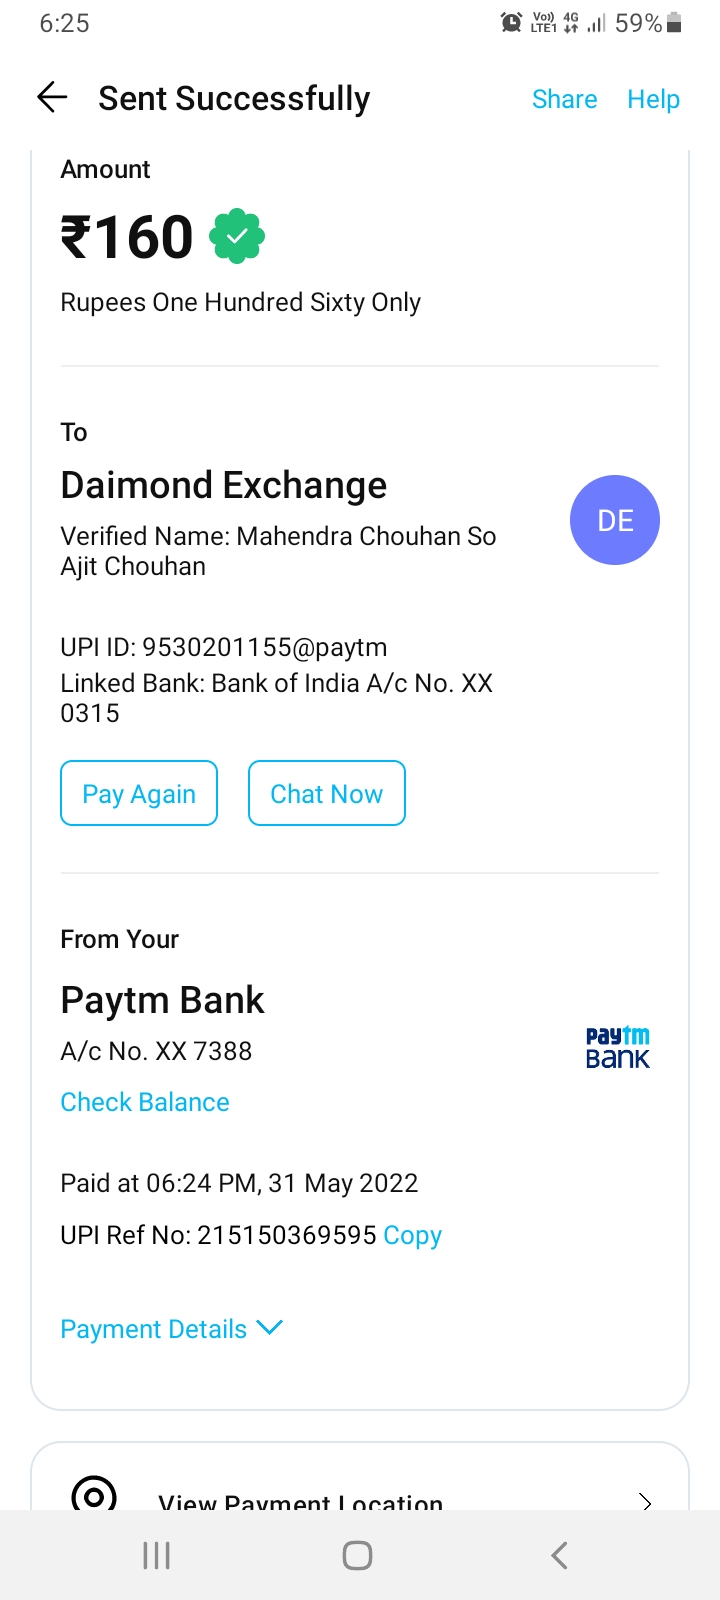 6:25
Vo)) LTE1 4G 59%
Sent Successfully Share Help
Amount
₹160
Rupees One Hundred Sixty Only
To
Daimond Exchange
Verified Name: Mahendra Chouhan So
Ajit Chouhan
DE
UPI ID: 9530201155@paytm
Linked Bank: Bank of India A/c No. XX
0315
Pay Again Chat Now
From Your
Paytm Bank
A/c No. XX 7388
paytm
BANK
Check Balance
Paid at 06:24 PM, 31 May 2022
UPI Ref No: 215150369595 Copy
Payment Details
View Payment Location